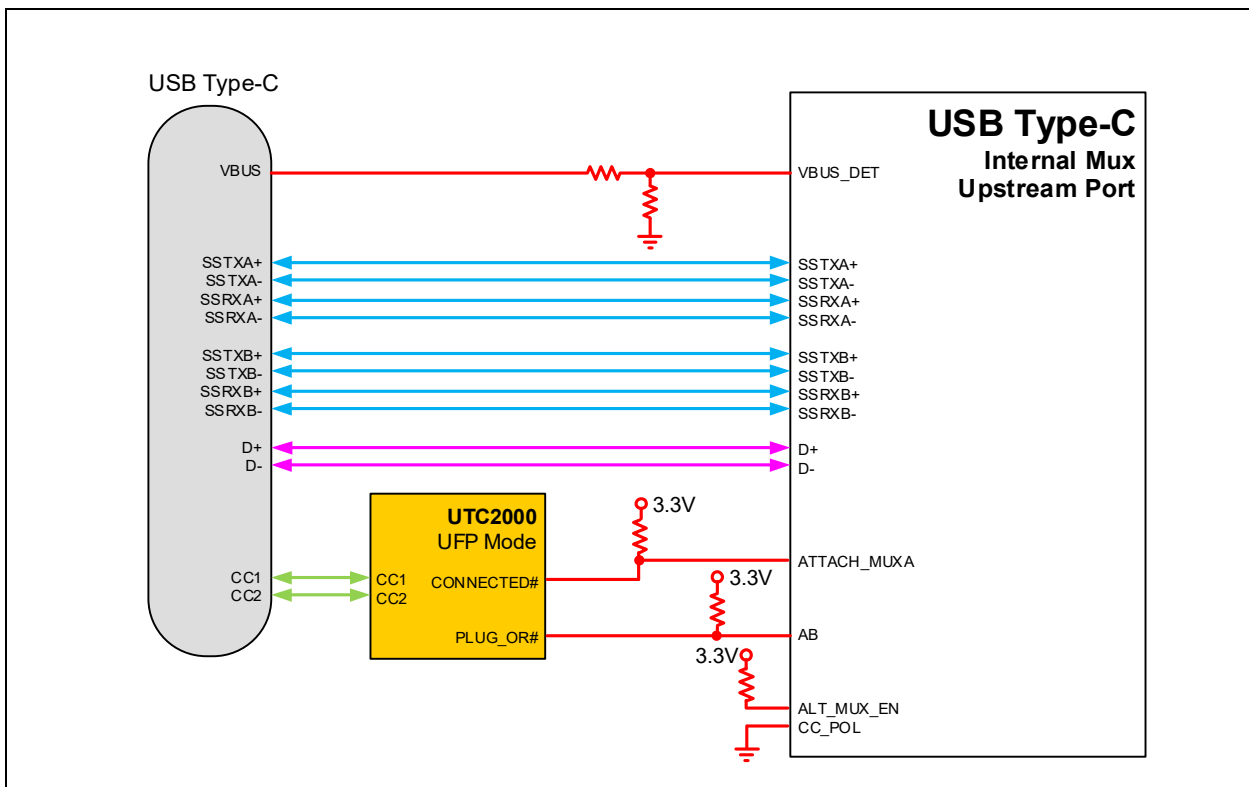 USB Type-C
USB Type-C
Internal Mux
Upstream Port
VBUS
VBUS_DET
SSTXA+
SSTXA-
SSRXA+
SSRXA-
SSTXA+
SSTXA-
SSRXA+
SSRXA-
SSTXB+
SSTXB-
SSRXB+
SSRXB-
SSTXB+
SSTXB-
SSRXB+
SSRXB-
D+
D-
D+
D-
UTC2000
UFP Mode
3.3V
CC1
CC2
CC1
CC2
CONNECTED#
ATTACH_MUXA
3.3V
PLUG_OR#
AB
3.3V
ALT_MUX_EN
CC_POL